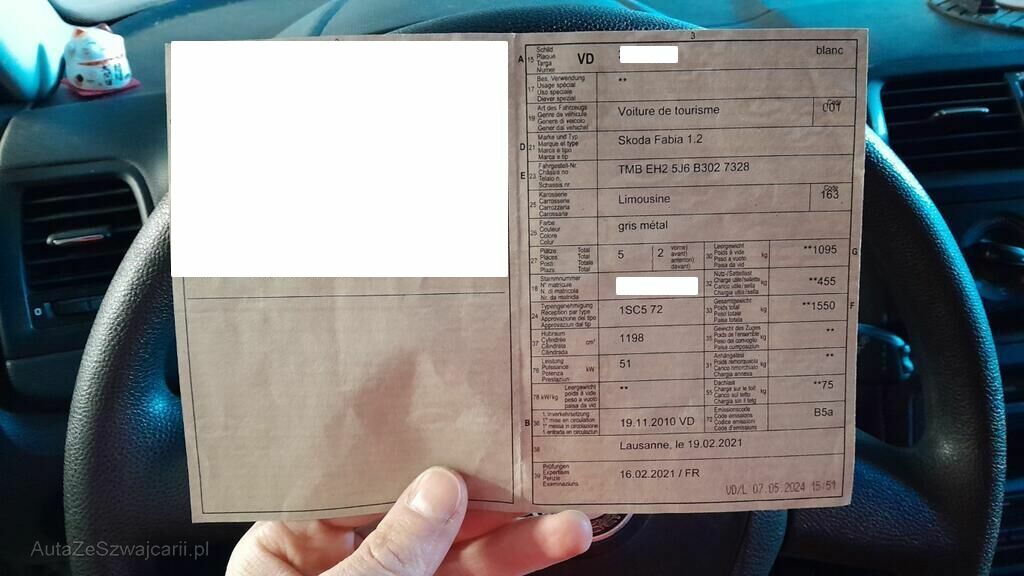 3
A 15 Schild Plaque Targa Numer VD blanc
17 Bes. Verwendung Usage spécial Uso speciale Diever spezial **
19 Art des Fahrzeugs Genre de véhicule Genere di veicolo Gener dal vehichel Voiture de tourisme Code 001
D 21 Marke und Typ Marque et type Marca e tipo Marca e tip Skoda Fabia 1.2
E 23 Fahrgestell-Nr. Châssis no Telaio n. Schassis nr. TMB EH2 5J6 B302 7328
25 Karosserie Carrosserie Carrozzeria Carossaria Limousine Code 163
26 Farbe Couleur Colore Colur gris métal
27 Plätze Places Posti Plazs Total Total Totale Total 5 2 vorne) avant) anteriori) davant) 30 Leergewicht Poids à vide Peso a vuoto Paisa da vid kg **1095 G
18 Stammnummer N° matricule N. di matricola Nr. da matricla 32 Nutz-/Sattellast Charge utile/sellette Carico utile/sella Chargia utila/sella kg **455
24 Typengenehmigung Réception par type Approvazione del tipo Approvaziun dal tip 1SC5 72 33 Gesamtgewicht Poids total Peso totale Paisa totala kg **1550 F
37 Hubraum Cylindrée Cilindrata Cilindrada cm³ 1198 35 Gewicht des Zuges Poids de l'ensemble Peso del convoglio Paisa cumposiziun kg **
76 Leistung Puissance Potenza Prestaziun kW 51 31 Anhängelast Poids remorquable Carico rimorchiato Chargia annexa kg **
78 kW/kg Leergewicht poids à vide peso a vuoto paisa da vid ** 55 Dachlast Charge sur le toit Carico sul tetto Chargia sin il tetg kg **75
B 36 1. Inverkehrsetzung 1re mise en circulation 1a messa in circolazione 1. entrada en circulaziun 19.11.2010 VD 72 Emissionscode Code émissions Codice emissioni Code d'emissiuns B5a
38 Lausanne, le 19.02.2021
39 Prüfungen Expertises Perizie Examinaziuns 16.02.2021 / FR
VD/L 07.05.2024 15:51
AutaZeSzwajcarii.pl